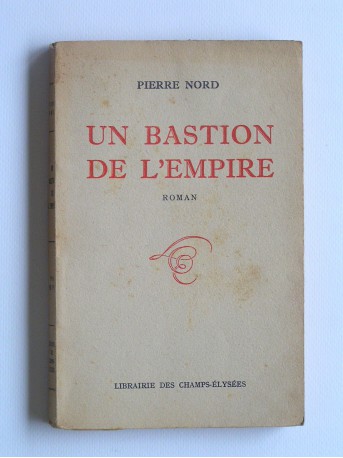 PIERRE NORD
UN BASTION
DE L'EMPIRE
ROMAN
LIBRAIRIE DES CHAMPS-ÉLYSÉES